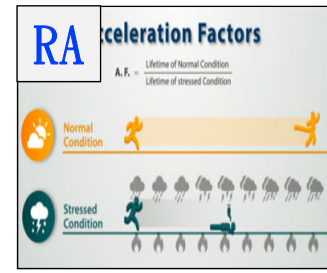 RA
cceleration Factors
A. F. = Lifetime of Normal Condition
Lifetime of stressed Condition
Normal
Condition
Stressed
Condition